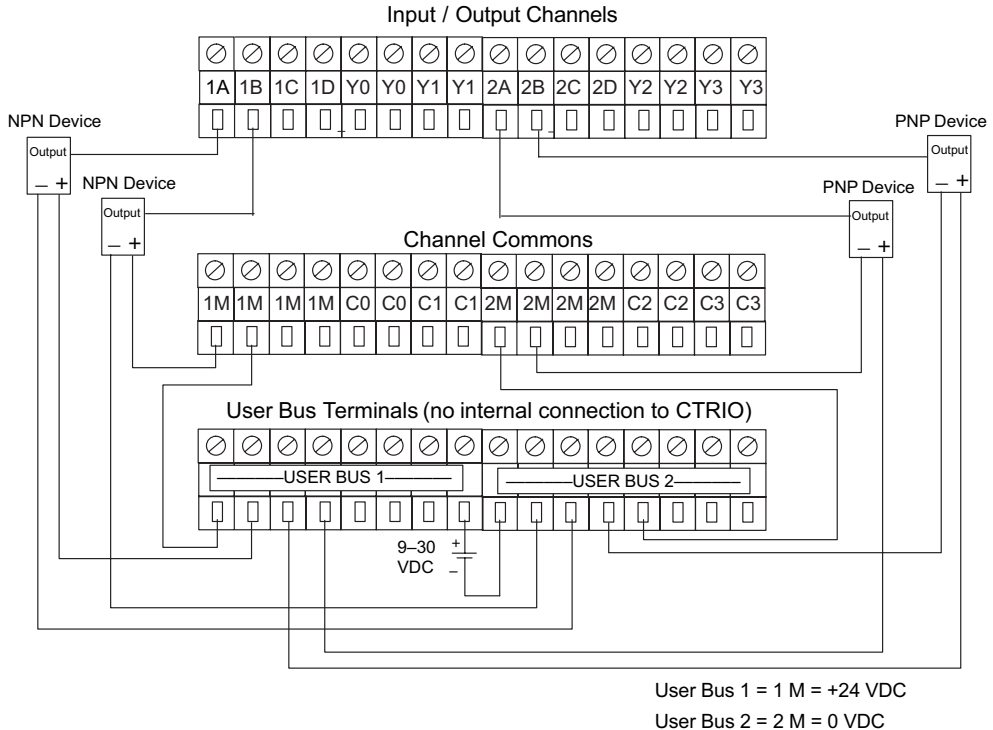 Input / Output Channels
1A 1B 1C 1D Y0 Y0 Y1 Y1 2A 2B 2C 2D Y2 Y2 Y3 Y3
NPN Device
Output
– +
PNP Device
Output
– +
NPN Device
Output
– +
PNP Device
Output
– +
Channel Commons
1M 1M 1M 1M C0 C0 C1 C1 2M 2M 2M 2M C2 C2 C3 C3
User Bus Terminals (no internal connection to CTRIO)
USER BUS 1
USER BUS 2
9–30
VDC
+
–
User Bus 1 = 1 M = +24 VDC
User Bus 2 = 2 M = 0 VDC